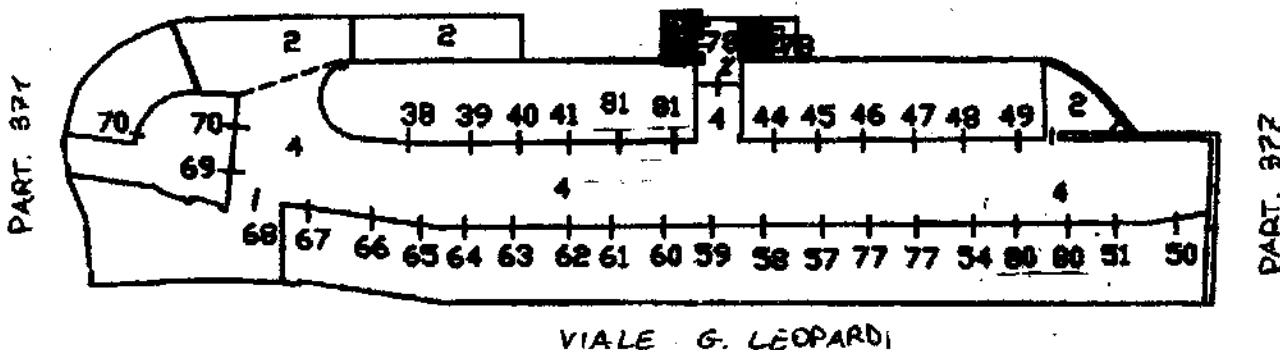 2 2 78 78
PART. 371
70 70 38 39 40 41 81 81 4 44 45 46 47 48 49 2
4
69 4 4
68 67 66 65 64 63 62 61 60 59 58 57 77 77 54 80 80 51 50
PART. 377
VIALE G. LEOPARDI